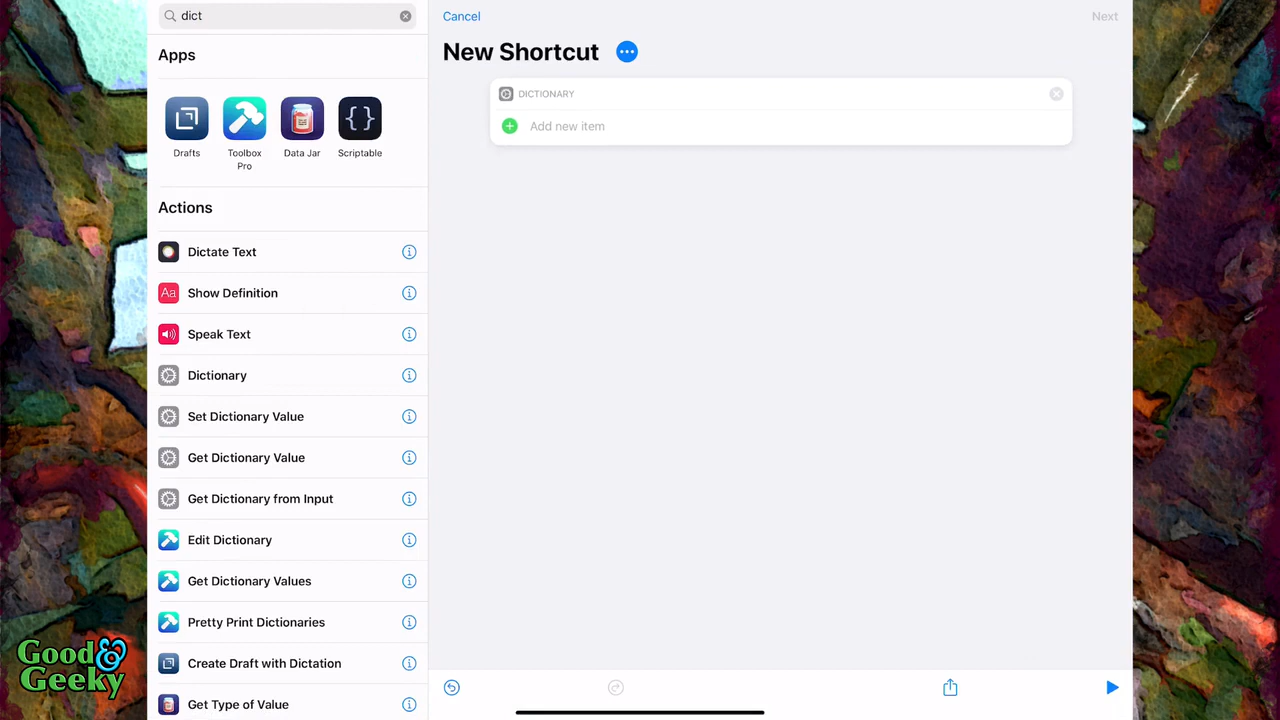 dict
Apps
Drafts
Toolbox
Pro
Data Jar
Scriptable
Actions
Dictate Text
Show Definition
Speak Text
Dictionary
Set Dictionary Value
Get Dictionary Value
Get Dictionary from Input
Edit Dictionary
Get Dictionary Values
Pretty Print Dictionaries
Create Draft with Dictation
Get Type of Value
Cancel
Next
New Shortcut
DICTIONARY
Add new item
Good &
Geeky